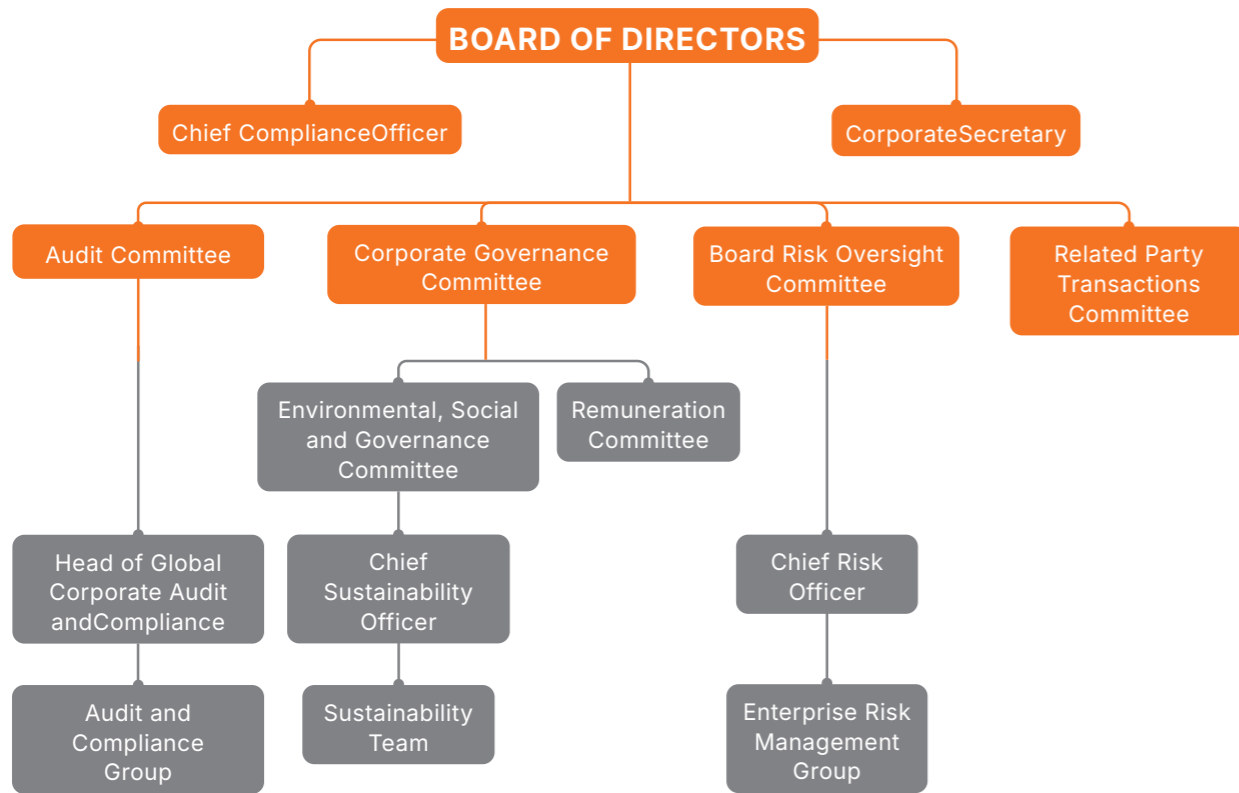 BOARD OF DIRECTORS
Chief ComplianceOfficer
CorporateSecretary
Audit Committee
Corporate Governance
Committee
Board Risk Oversight
Committee
Related Party
Transactions
Committee
Environmental, Social
and Governance
Committee
Remuneration
Committee
Head of Global
Corporate Audit
andCompliance
Chief
Sustainability
Officer
Chief Risk
Officer
Audit and
Compliance
Group
Sustainability
Team
Enterprise Risk
Management
Group